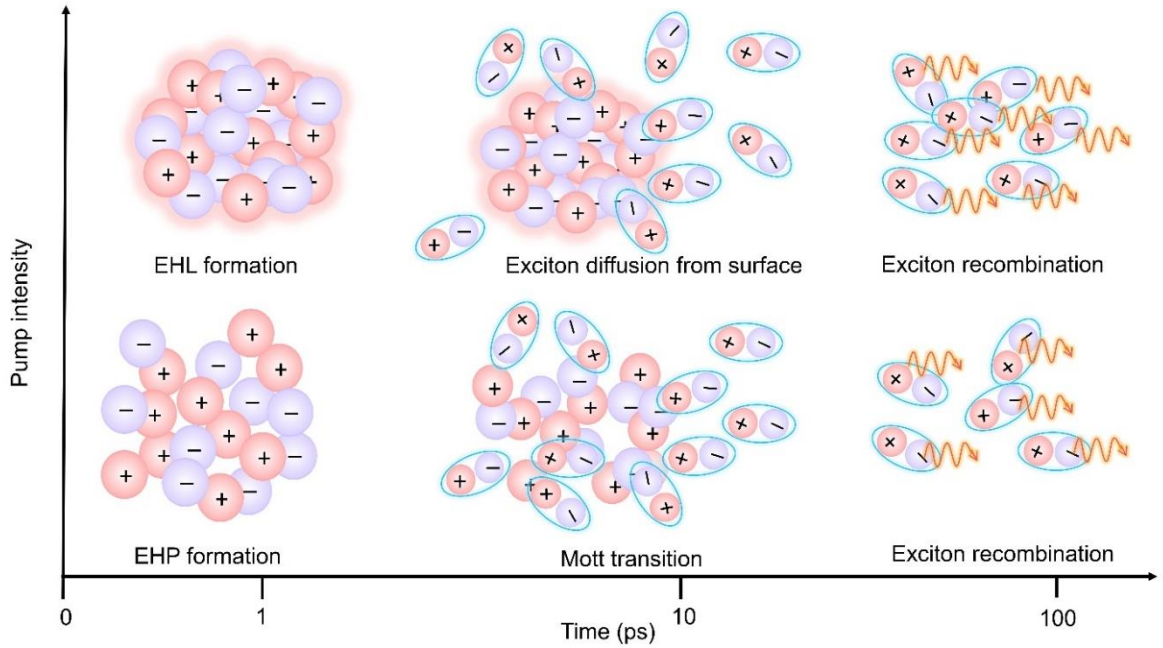 Pump intensity
EHL formation
Exciton diffusion from surface
Exciton recombination
EHP formation
Mott transition
Exciton recombination
0
1
10
100
Time (ps)